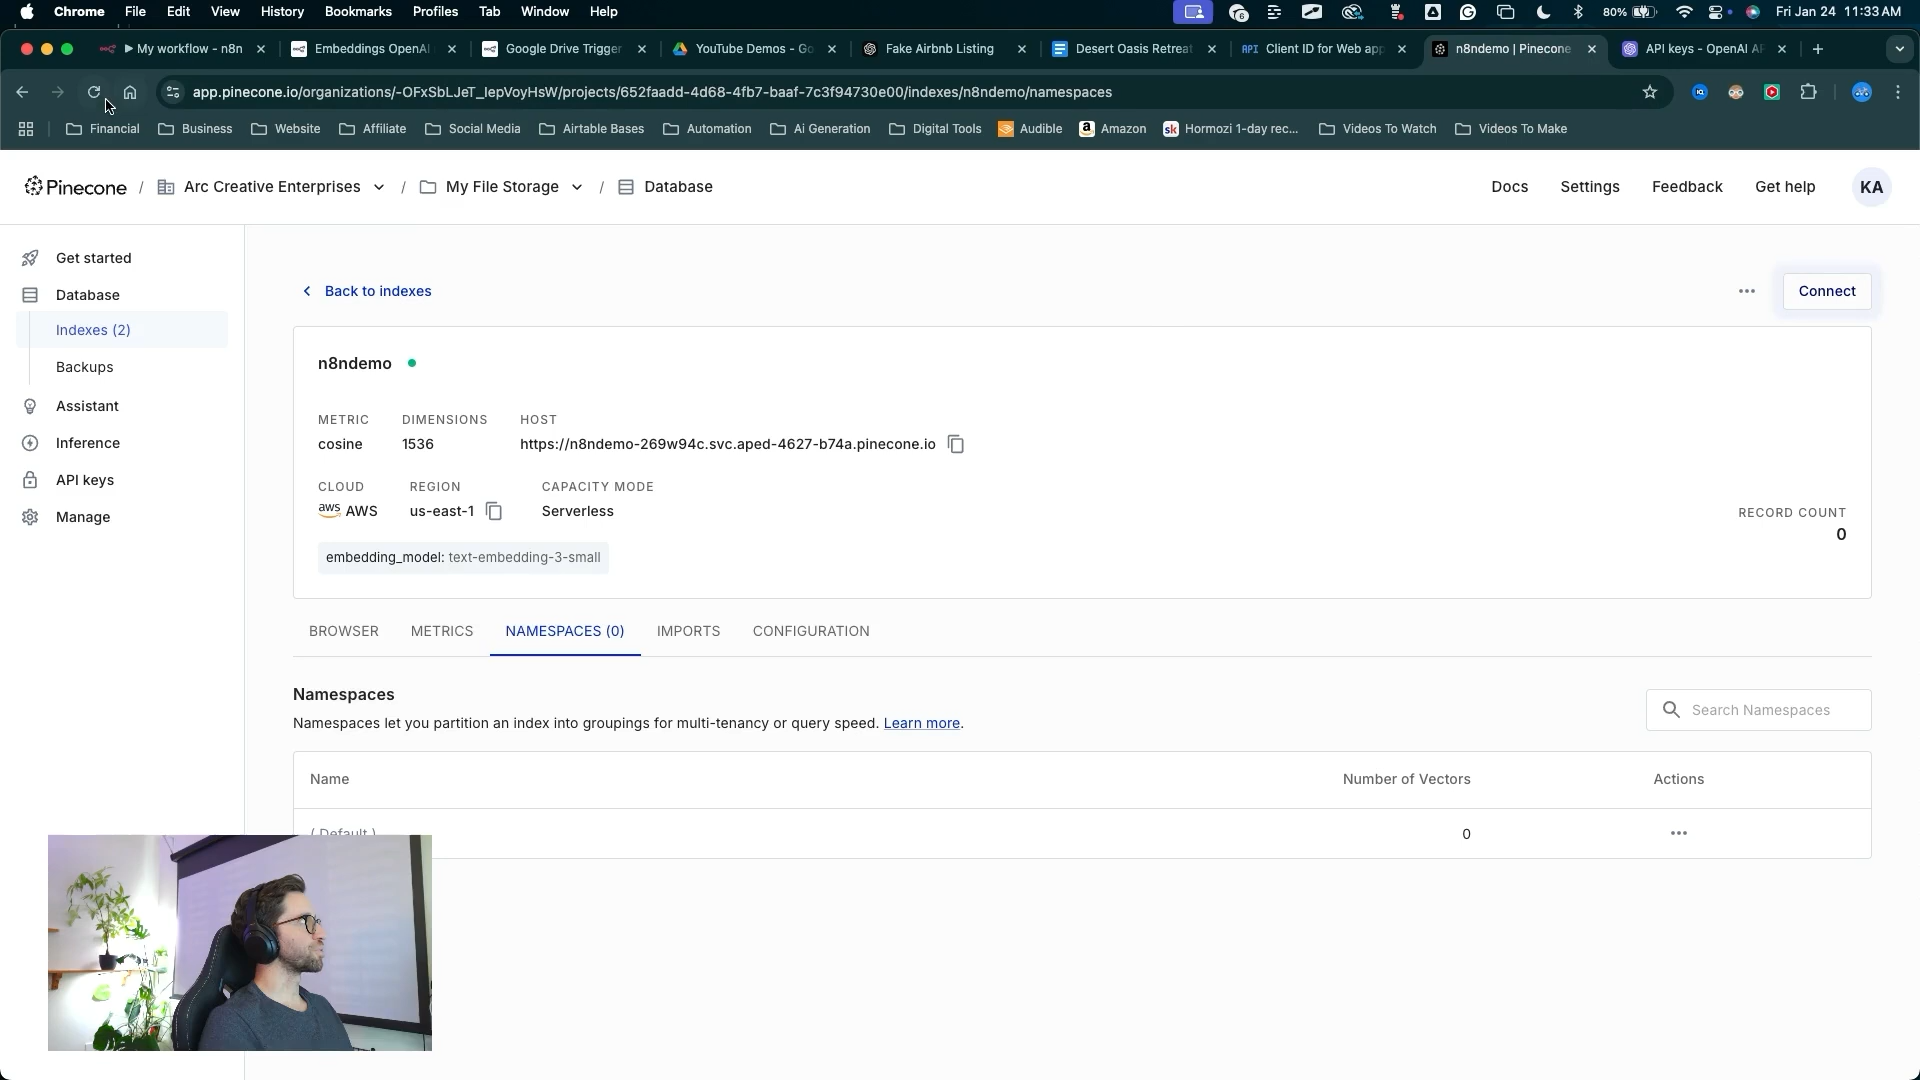 Chrome File Edit View History Bookmarks Profiles Tab Window Help 80% Fri Jan 24 11:33 AM
My workflow - n8n Embeddings OpenAI Google Drive Trigger YouTube Demos - Go Fake Airbnb Listing Desert Oasis Retreat Client ID for Web app n8ndemo | Pinecone API keys - OpenAI AP
app.pinecone.io/organizations/-OFxSbLJeT_IepVoyHsW/projects/652faadd-4d68-4fb7-baaf-7c3f94730e00/indexes/n8ndemo/namespaces
Financial Business Website Affiliate Social Media Airtable Bases Automation Ai Generation Digital Tools Audible Amazon Hormozi 1-day rec... Videos To Watch Videos To Make
Pinecone / Arc Creative Enterprises / My File Storage / Database Docs Settings Feedback Get help KA
Get started
Database
Indexes (2)
Backups
Assistant
Inference
API keys
Manage
Back to indexes
Connect
n8ndemo
METRIC DIMENSIONS HOST
cosine 1536 https://n8ndemo-269w94c.svc.aped-4627-b74a.pinecone.io
CLOUD REGION CAPACITY MODE
aws AWS us-east-1 Serverless
RECORD COUNT
0
embedding_model: text-embedding-3-small
BROWSER METRICS NAMESPACES (0) IMPORTS CONFIGURATION
Namespaces
Namespaces let you partition an index into groupings for multi-tenancy or query speed. Learn more.
Search Namespaces
Name Number of Vectors Actions
( Default ) 0